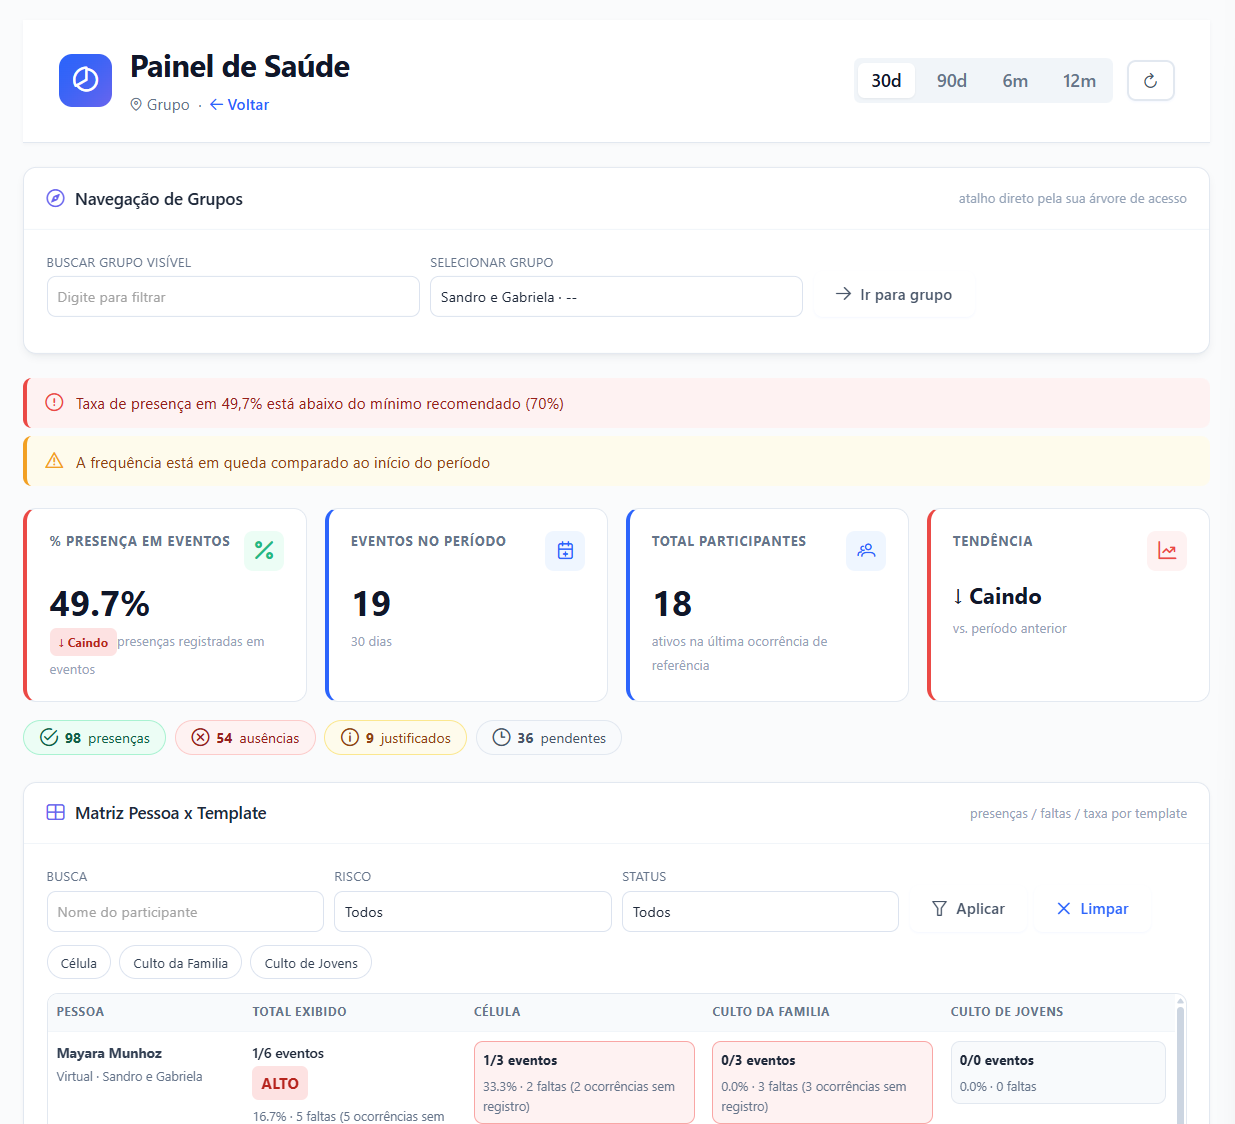 Painel de Saúde
Grupo · ← Voltar
30d 90d 6m 12m
Navegação de Grupos
atalho direto pela sua árvore de acesso
BUSCAR GRUPO VISÍVEL
Digite para filtrar
SELECIONAR GRUPO
Sandro e Gabriela · --
→ Ir para grupo
Taxa de presença em 49,7% está abaixo do mínimo recomendado (70%)
A frequência está em queda comparado ao início do período
% PRESENÇA EM EVENTOS
49.7%
↓ Caindo presenças registradas em
eventos
EVENTOS NO PERÍODO
19
30 dias
TOTAL PARTICIPANTES
18
ativos na última ocorrência de
referência
TENDÊNCIA
↓ Caindo
vs. período anterior
98 presenças
54 ausências
9 justificados
36 pendentes
Matriz Pessoa x Template
presenças / faltas / taxa por template
BUSCA
Nome do participante
RISCO
Todos
STATUS
Todos
Aplicar
Limpar
Célula
Culto da Familia
Culto de Jovens
PESSOA TOTAL EXIBIDO CÉLULA CULTO DA FAMILIA CULTO DE JOVENS
Mayara Munhoz
Virtual · Sandro e Gabriela
1/6 eventos
ALTO
16.7% · 5 faltas (5 ocorrências sem
1/3 eventos
33.3% · 2 faltas (2 ocorrências sem
registro)
0/3 eventos
0.0% · 3 faltas (3 ocorrências sem
registro)
0/0 eventos
0.0% · 0 faltas